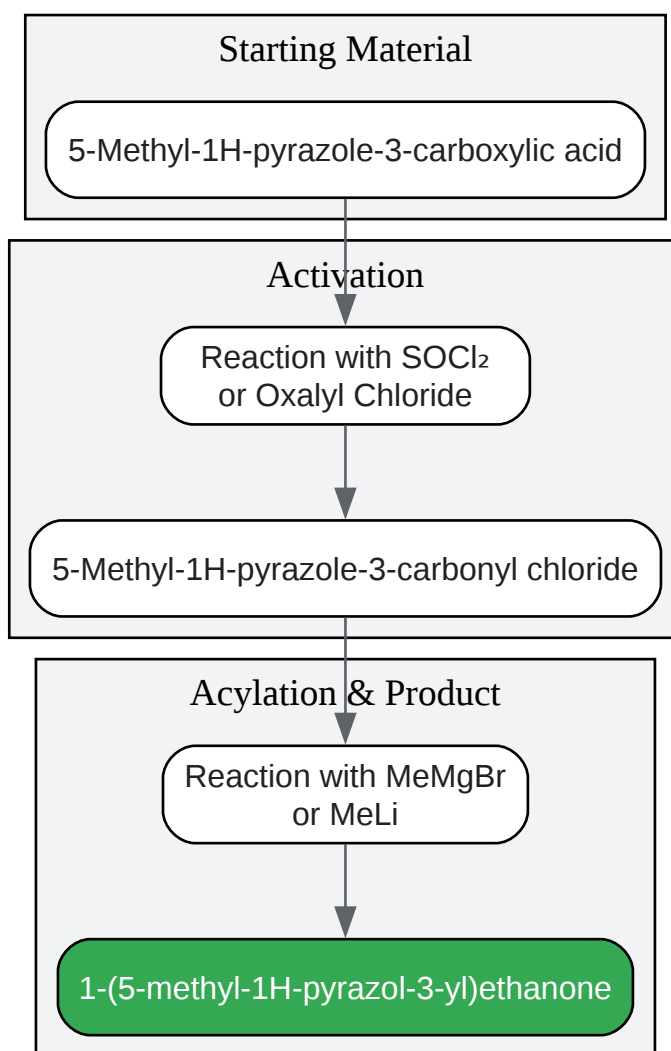 Starting Material
5-Methyl-1H-pyrazole-3-carboxylic acid
Activation
Reaction with SOCl₂
or Oxalyl Chloride
5-Methyl-1H-pyrazole-3-carbonyl chloride
Acylation & Product
Reaction with MeMgBr
or MeLi
1-(5-methyl-1H-pyrazol-3-yl)ethanone